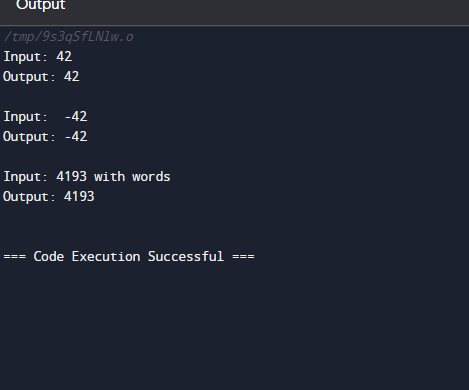 Output
/tmp/9s3qSfLNlw.o
Input: 42
Output: 42
Input:  -42
Output: -42
Input: 4193 with words
Output: 4193
=== Code Execution Successful ===